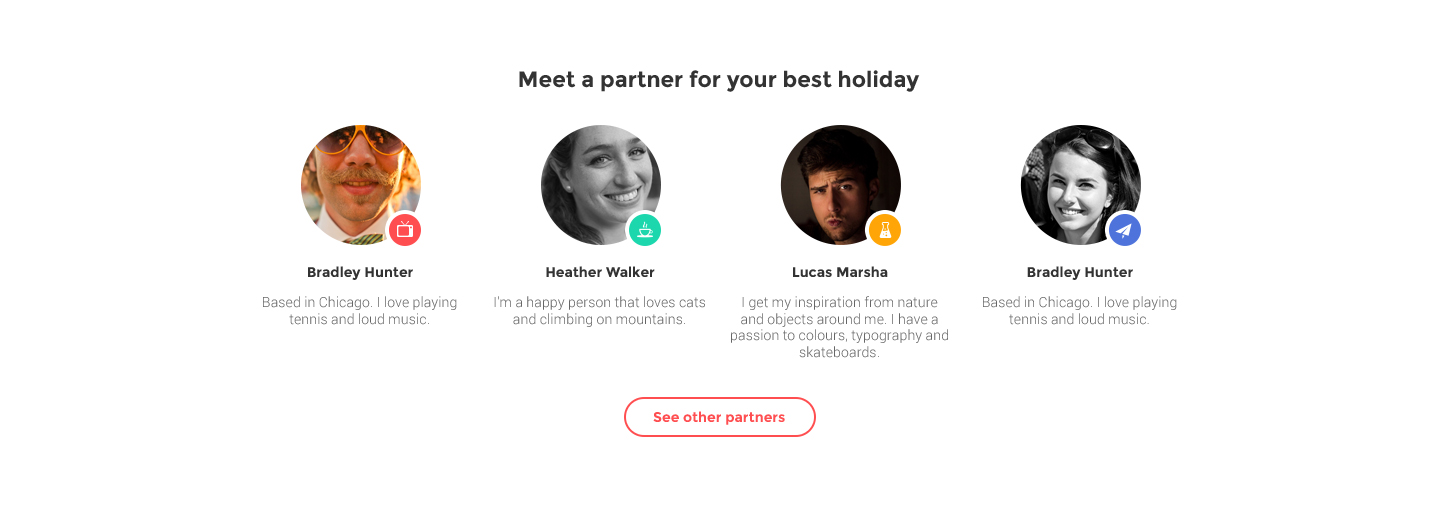 Meet a partner for your best holiday
Bradley Hunter
Based in Chicago. I love playing
tennis and loud music.
Heather Walker
I'm a happy person that loves cats
and climbing on mountains.
Lucas Marsha
I get my inspiration from nature
and objects around me. I have a
passion to colours, typography and
skateboards.
Bradley Hunter
Based in Chicago. I love playing
tennis and loud music.
See other partners